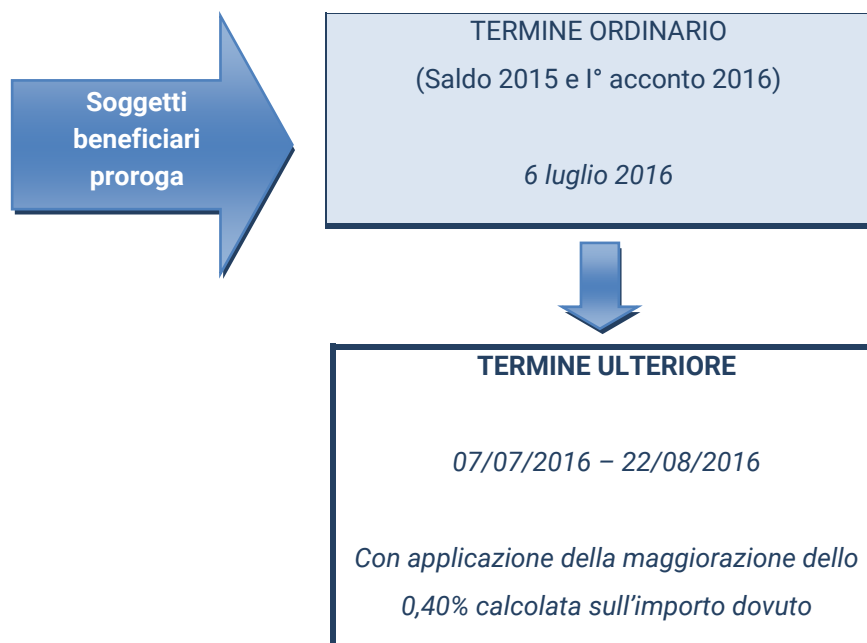 Soggetti
beneficiari
proroga
TERMINE ORDINARIO
(Saldo 2015 e I° acconto 2016)
6 luglio 2016
TERMINE ULTERIORE
07/07/2016 – 22/08/2016
Con applicazione della maggiorazione dello
0,40% calcolata sull'importo dovuto